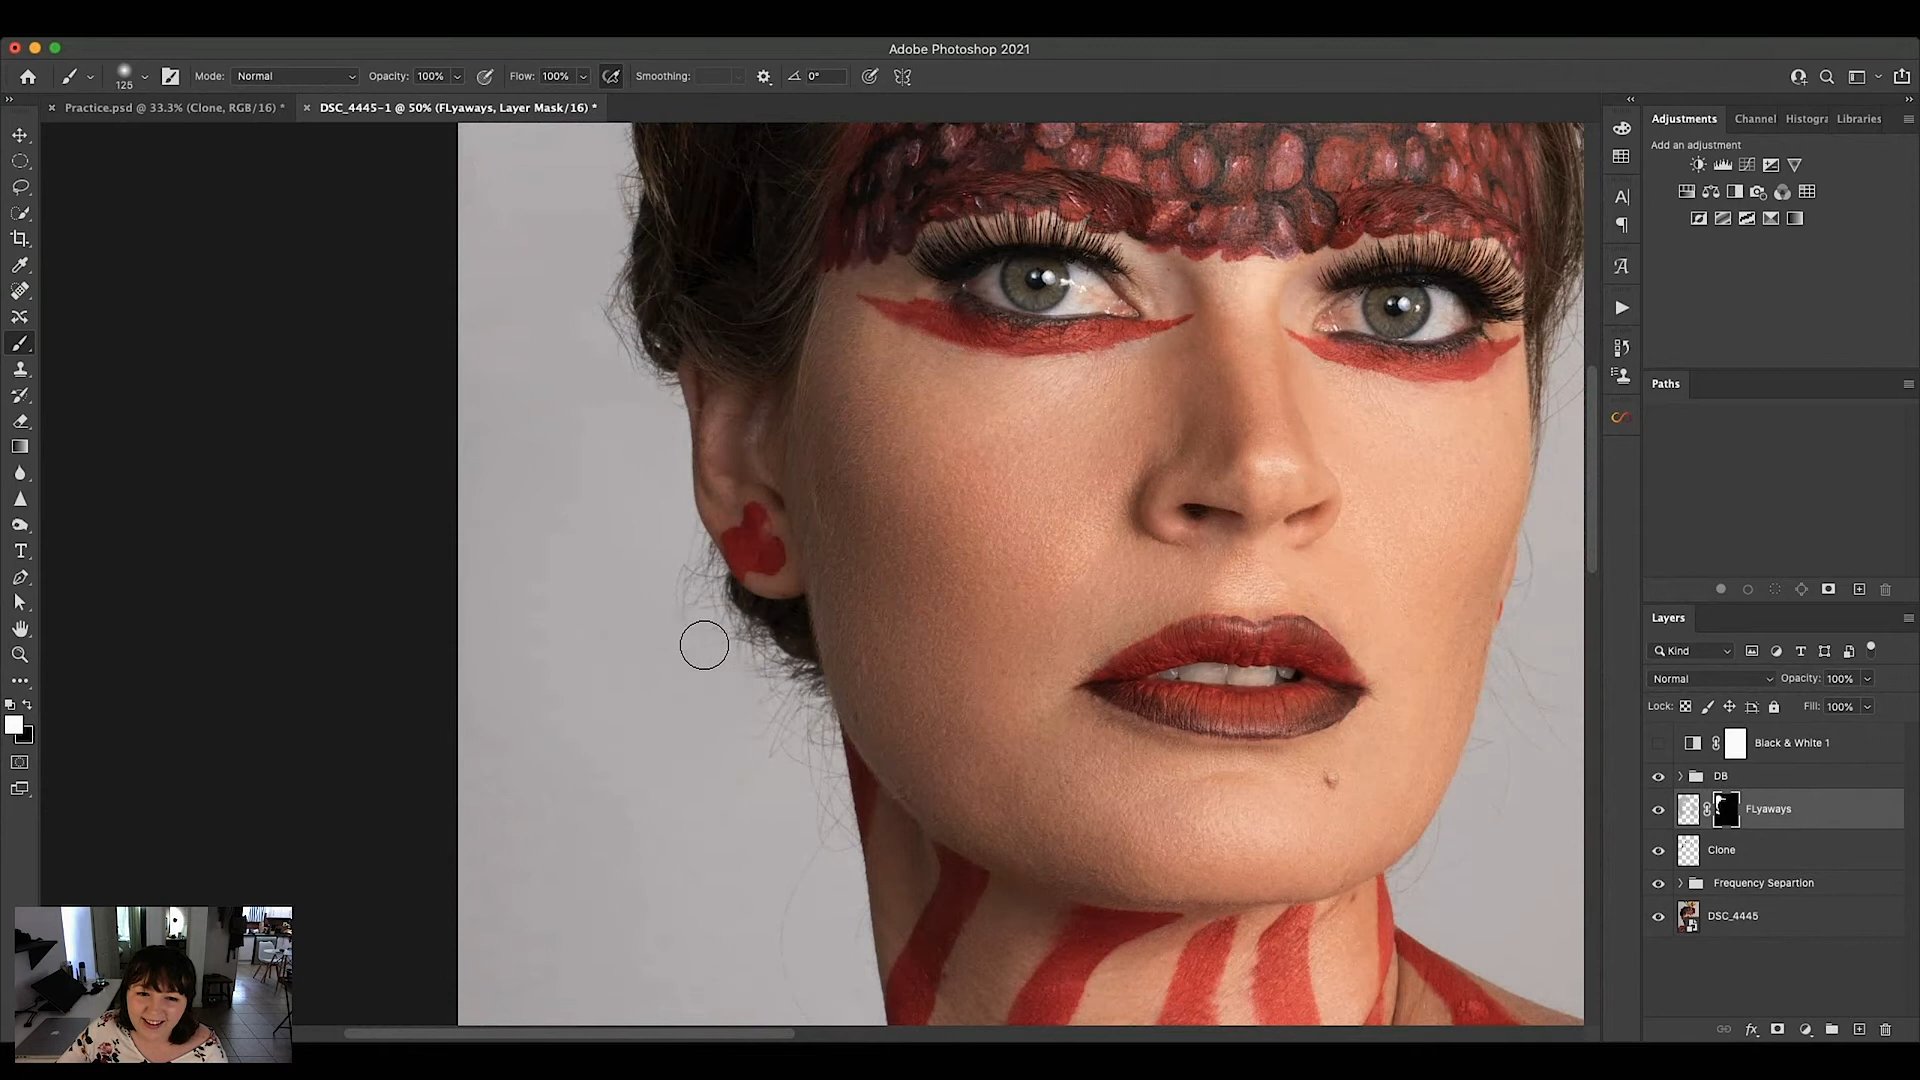 Adobe Photoshop 2021
125
Mode: Normal Opacity: 100% Flow: 100% Smoothing: 0°
Practice.psd @ 33.3% (Clone, RGB/16) *
DSC_4445-1 @ 50% (FLyaways, Layer Mask/16) *
Adjustments Channel Histogra Libraries
Add an adjustment
Paths
Layers
Kind
Normal Opacity: 100%
Lock: Fill: 100%
Black & White 1
DB
FLyaways
Clone
Frequency Separtion
DSC_4445